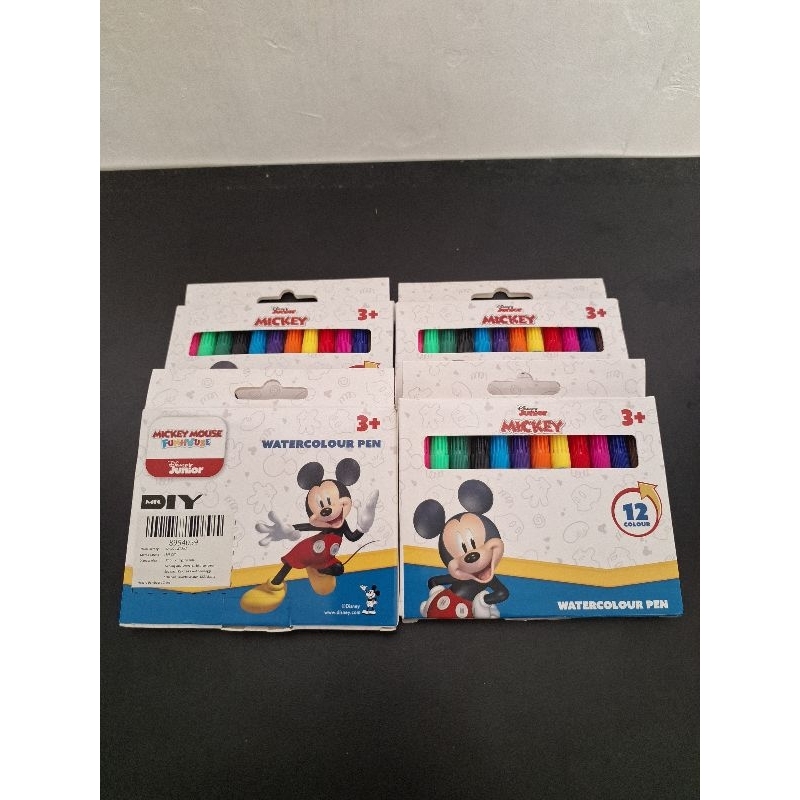 Disney
Junior
MICKEY
3+
Disney
Junior
MICKEY
3+
MICKEY MOUSE
FUNHOUSE
Disney
Junior
3+
WATERCOLOUR PEN
MR.
DIY
8954059
©Disney
www.disney.com
Disney
Junior
MICKEY
3+
12
COLOUR
WATERCOLOUR PEN